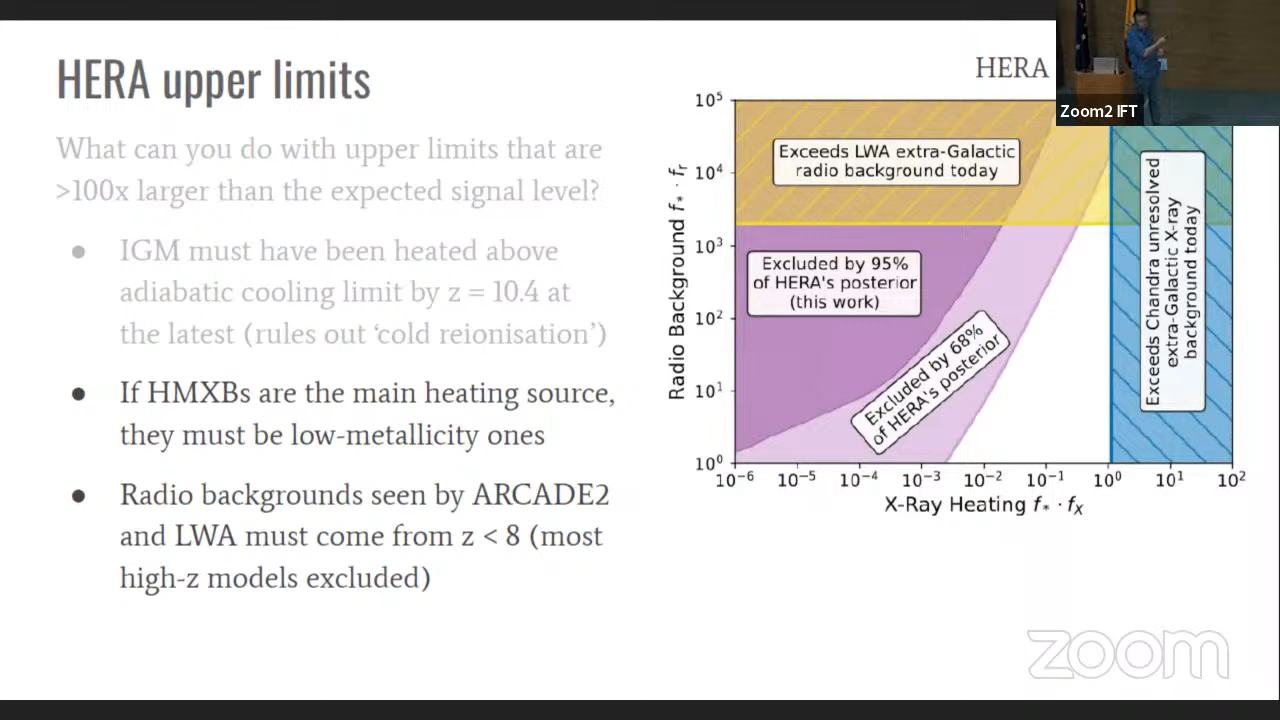 HERA upper limits
What can you do with upper limits that are
>100x larger than the expected signal level?
● IGM must have been heated above
adiabatic cooling limit by z = 10.4 at
the latest (rules out ‘cold reionisation’)
● If HMXBs are the main heating source,
they must be low-metallicity ones
● Radio backgrounds seen by ARCADE2
and LWA must come from z < 8 (most
high-z models excluded)
HERA
Zoom2 IFT
Radio Background f* · fr
10⁵
10⁴
10³
10²
10¹
10⁰
Exceeds LWA extra-Galactic
radio background today
Excluded by 95%
of HERA's posterior
(this work)
Excluded by 68%
of HERA's posterior
Exceeds Chandra unresolved
extra-Galactic X-ray
background today
10⁻⁶ 10⁻⁵ 10⁻⁴ 10⁻³ 10⁻² 10⁻¹ 10⁰ 10¹ 10²
X-Ray Heating f* · fX
zoom